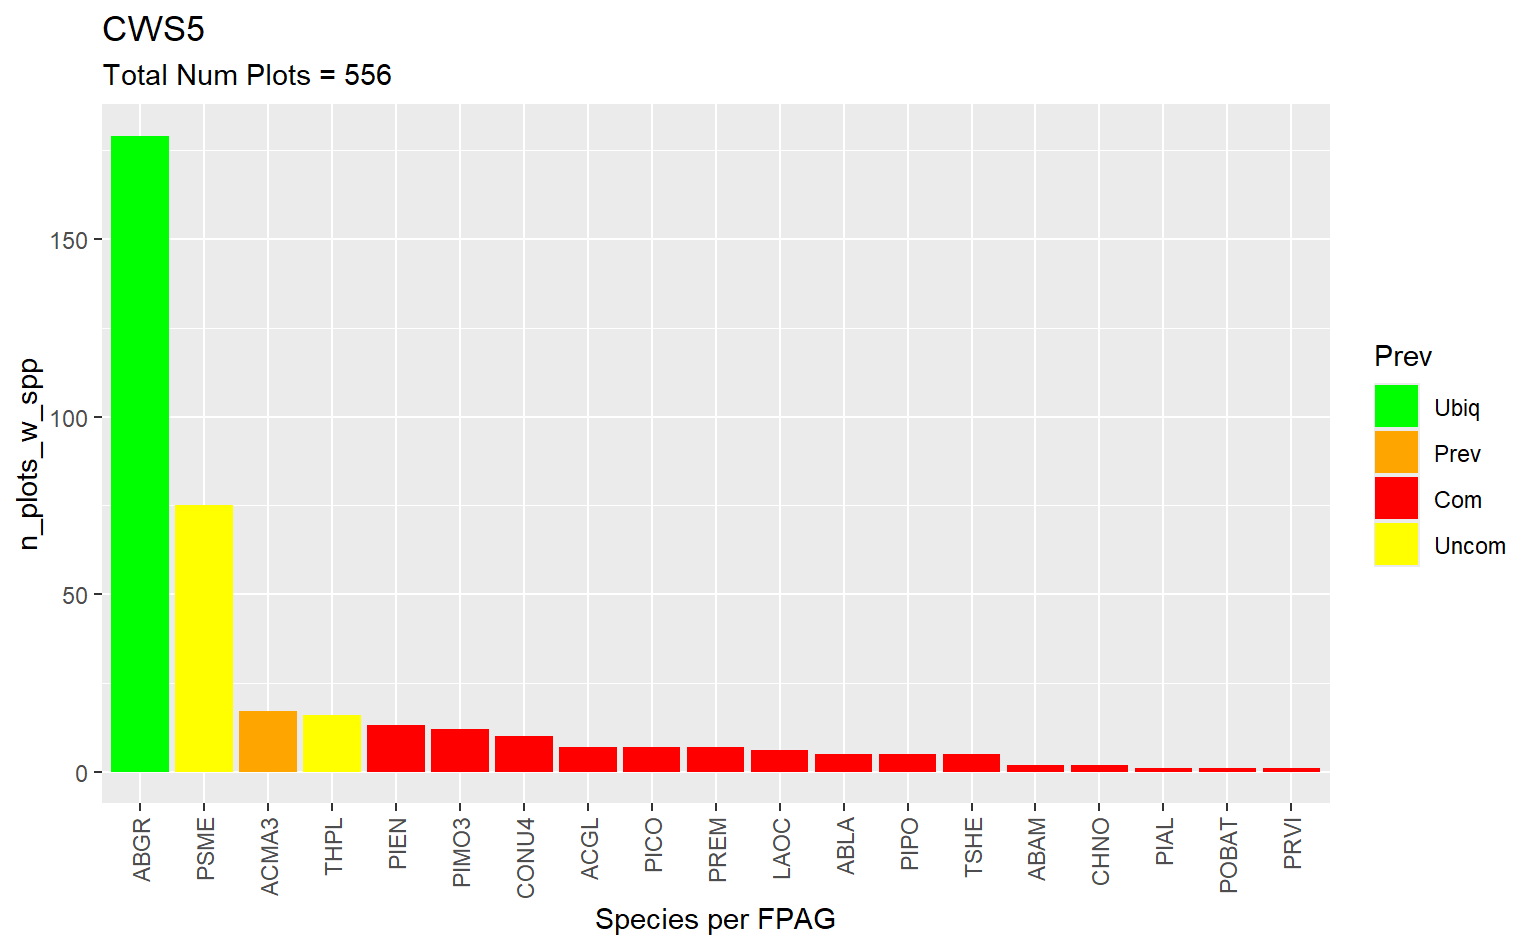 CWS5
Total Num Plots = 556
n_plots_w_spp
150
100
50
0
ABGR
PSME
ACMA3
THPL
PIEN
PIMO3
CONU4
ACGL
PICO
PREM
LAOC
ABLA
PIPO
TSHE
ABAM
CHNO
PIAL
POBAT
PRVI
Species per FPAG
Prev
Ubiq
Prev
Com
Uncom